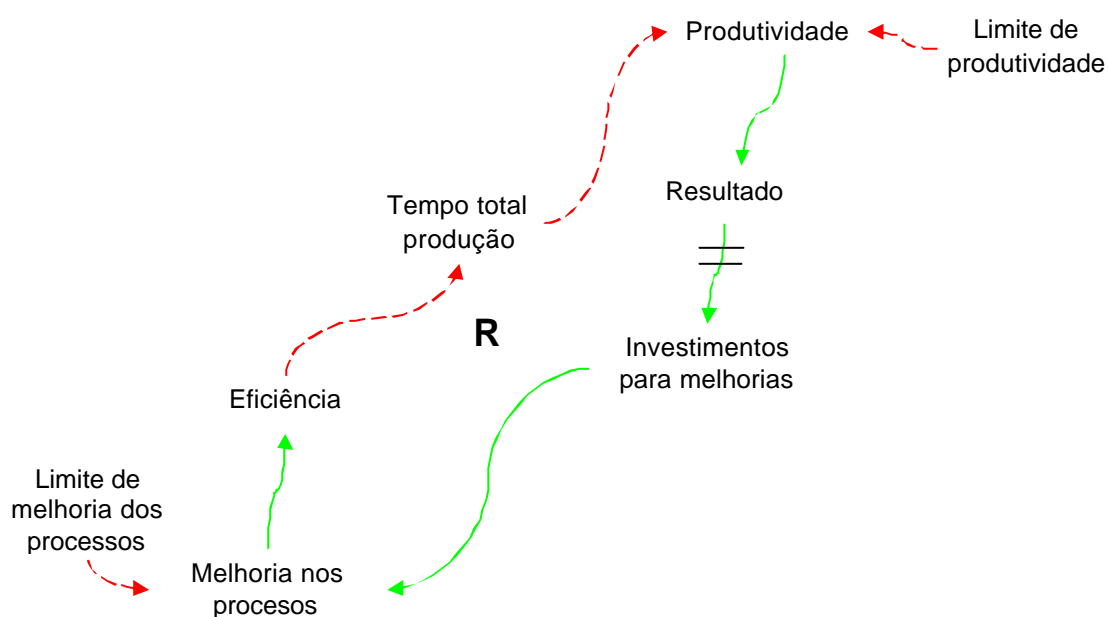 Produtividade
Limite de
produtividade
Resultado
Tempo total
produção
R
Investimentos
para melhorias
Eficiência
Limite de
melhoria dos
processos
Melhoria nos
procesos